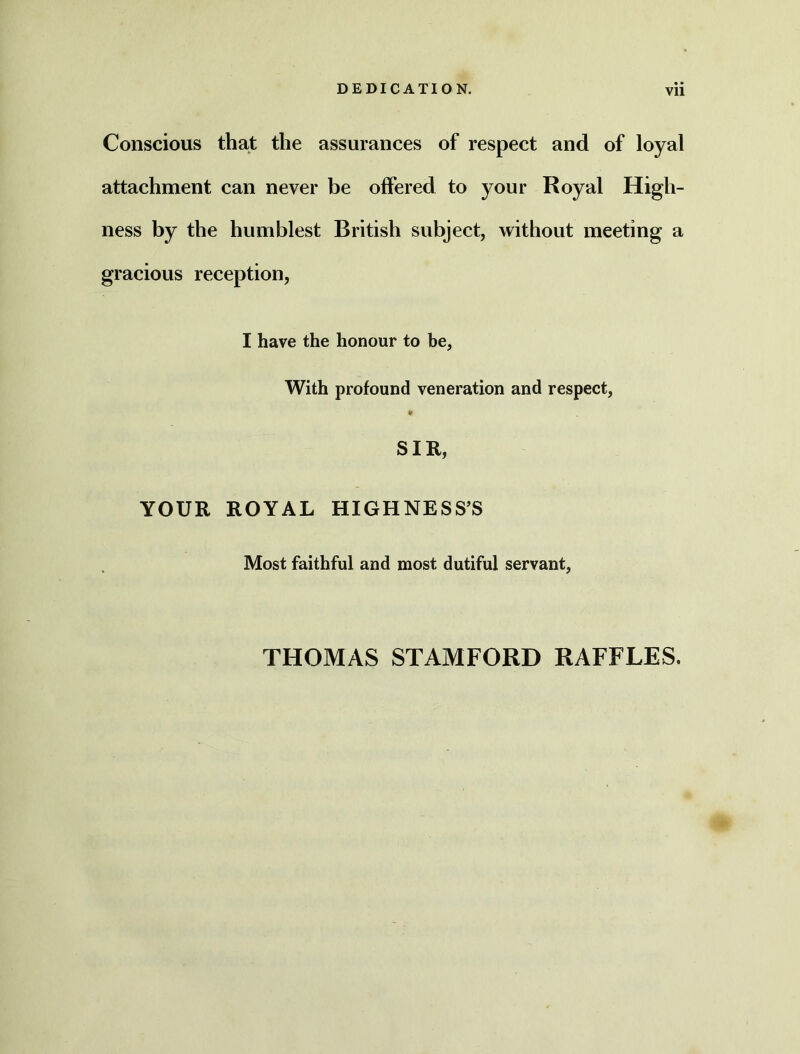 DEDICATION. vii
Conscious that the assurances of respect and of loyal
attachment can never be offered to your Royal High-
ness by the humblest British subject, without meeting a
gracious reception,
I have the honour to be,
With profound veneration and respect,
SIR,
YOUR ROYAL HIGHNESS'S
Most faithful and most dutiful servant,
THOMAS STAMFORD RAFFLES.